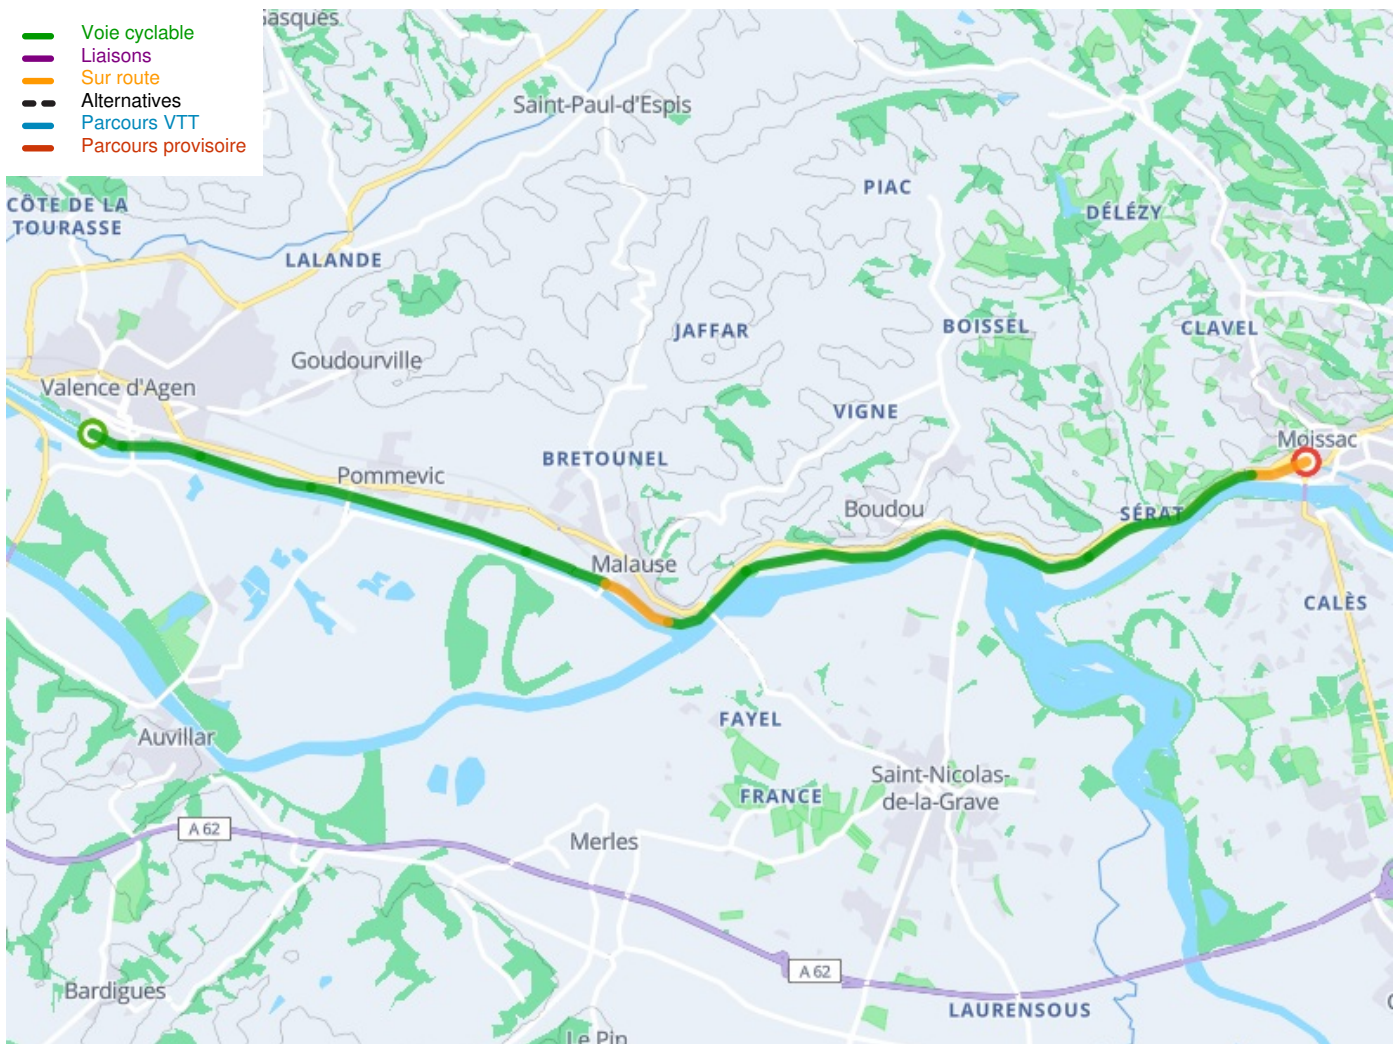 Voie cyclable
Liaisons
Sur route
Alternatives
Parcours VTT
Parcours provisoire
Saint-Paul-d'Espis
PIAC
CÔTE DE LA
TOURASSE
DÉLÉZY
LALANDE
JAFFAR
BOISSEL
CLAVEL
Goudourville
Valence d'Agen
VIGNE
Moissac
BRETOUNEL
Pommevic
Boudou
SÉRAT
Malause
CALÈS
FAYEL
Auvillar
Saint-Nicolas-
de-la-Grave
FRANCE
A 62
Merles
A 62
Bardigues
LAURENSOUS
Le Pin